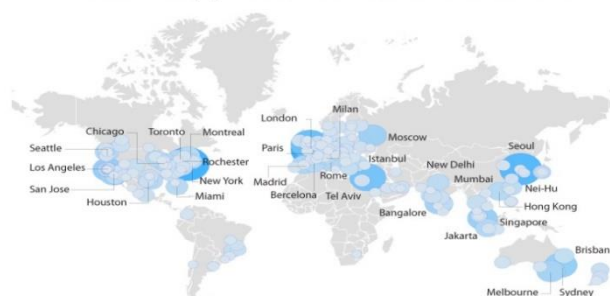 Milan
London
Chicago Toronto Montreal
Moscow
Seattle
Paris
Seoul
Istanbul
Rochester
New Delhi
Los Angeles
New York
Madrid
Rome
Mumbai
Nei-Hu
San Jose
Miami
Bercelona
Tel Aviv
Hong Kong
Houston
Bangalore
Singapore
Jakarta
Brisban
Melbourne Sydney